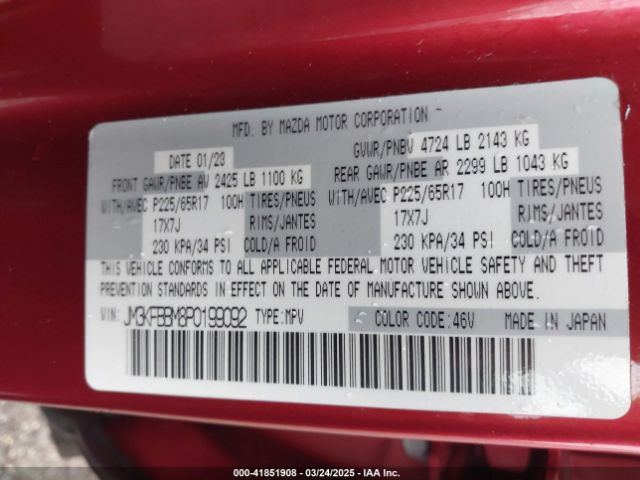 MFD. BY MAZDA MOTOR CORPORATION
DATE 01/23 GVWR/PNBV 4724 LB 2143 KG
FRONT GAWR/PNBE AV 2425 LB 1100 KG REAR GAWR/PNBE AR 2299 LB 1043 KG
WITH/AVEC P225/65R17 100H TIRES/PNEUS WITH/AVEC P225/65R17 100H TIRES/PNEUS
17X7J RIMS/JANTES 17X7J RIMS/JANTES
230 KPA/34 PSI COLD/A FROID 230 KPA/34 PSI COLD/A FROID
THIS VEHICLE CONFORMS TO ALL APPLICABLE FEDERAL MOTOR VEHICLE SAFETY AND THEFT
PREVENTION STANDARDS IN EFFECT ON THE DATE OF MANUFACTURE SHOWN ABOVE.
VIN: JM3KFBBM8P0199092 TYPE:MPV COLOR CODE:46V MADE IN JAPAN
000-41851908 - 03/24/2025 - IAA Inc.